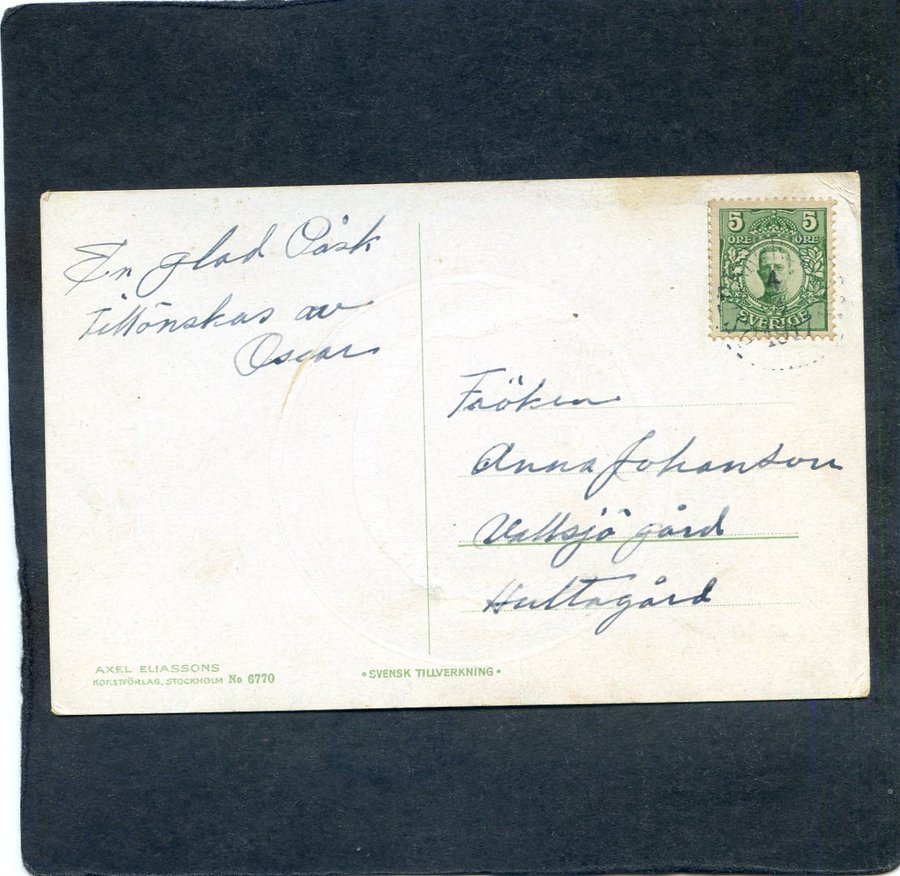 En glad Påsk
Tillönskas av
Oscar
5 5
ÖRE ÖRE
SVERIGE
Fröken
Anna Johanson
Vallsjö gård
Hultagård
AXEL ELIASSONS
KONSTFÖRLAG, STOCKHOLM No 6770
• SVENSK TILLVERKNING •